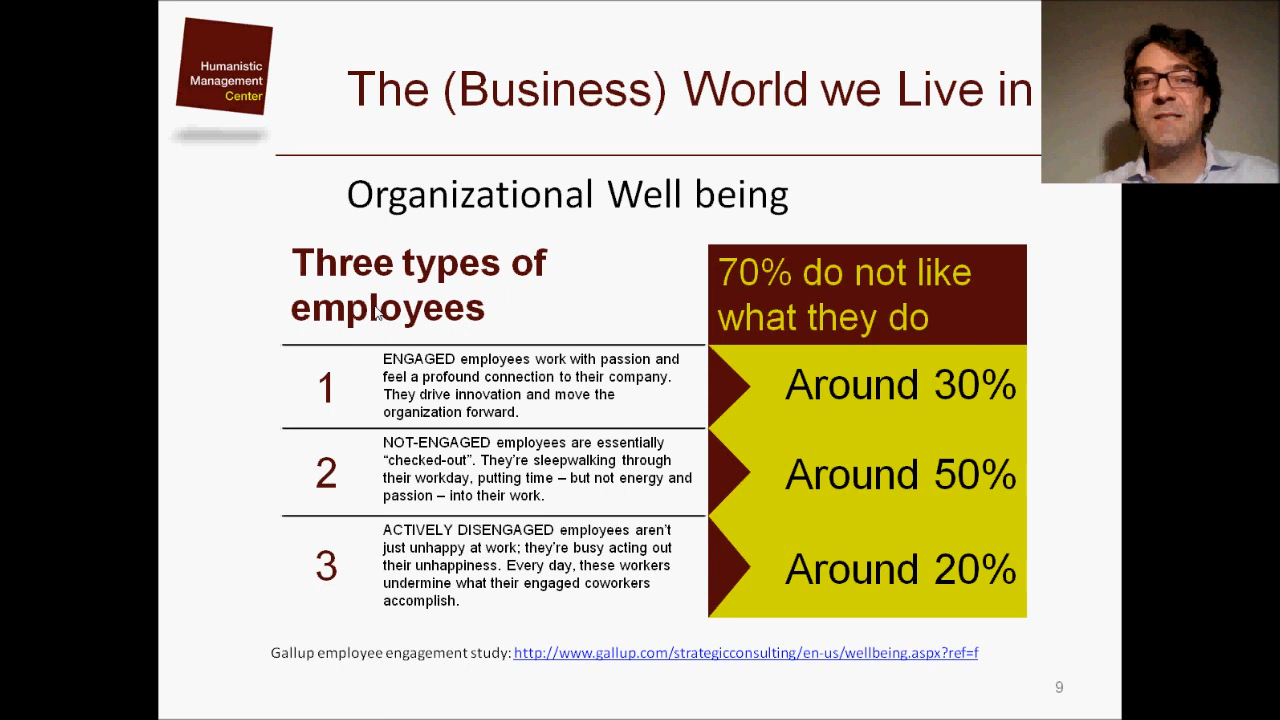 Humanistic
Management
Center
The (Business) World we Live in
Organizational Well being
Three types of
employees
70% do not like
what they do
1
ENGAGED employees work with passion and
feel a profound connection to their company.
They drive innovation and move the
organization forward.
Around 30%
2
NOT-ENGAGED employees are essentially
“checked-out”. They’re sleepwalking through
their workday, putting time – but not energy and
passion – into their work.
Around 50%
3
ACTIVELY DISENGAGED employees aren’t
just unhappy at work; they’re busy acting out
their unhappiness. Every day, these workers
undermine what their engaged coworkers
accomplish.
Around 20%
Gallup employee engagement study: http://www.gallup.com/strategicconsulting/en-us/wellbeing.aspx?ref=f
9